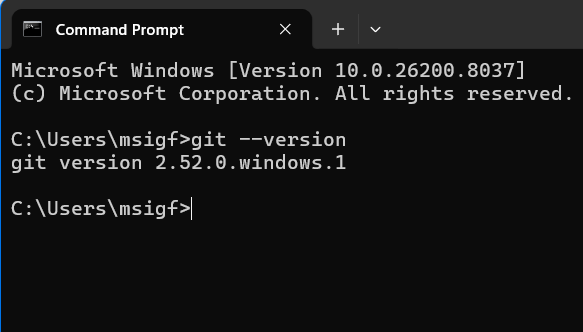 Command Prompt
Microsoft Windows [Version 10.0.26200.8037]
(c) Microsoft Corporation. All rights reserved.
C:\Users\msigf>git --version
git version 2.52.0.windows.1
C:\Users\msigf>